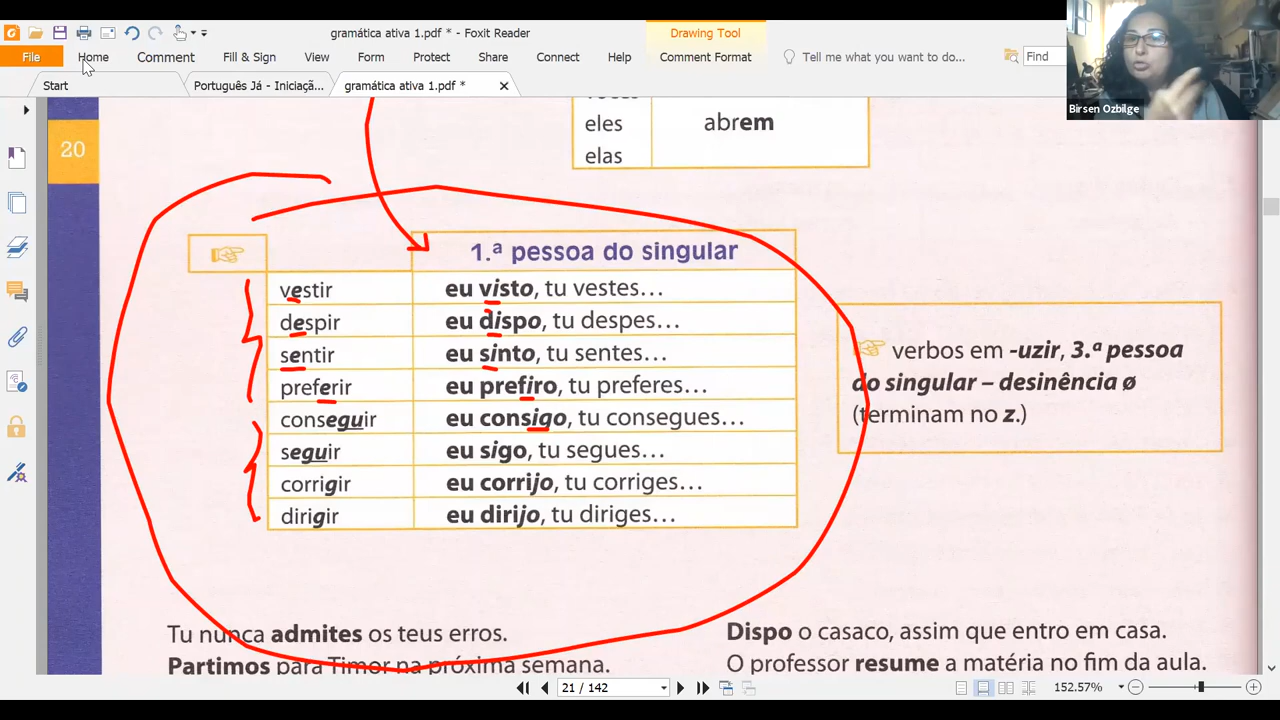 gramática ativa 1.pdf * - Foxit Reader
Drawing Tool
File Home Comment Fill & Sign View Form Protect Share Connect Help Comment Format Tell me what you want to do... Find
Birsen Ozbilge
Start Português Já - Iniciaçã... gramática ativa 1.pdf *
20
eles
elas
abrem
1.ª pessoa do singular
vestir eu visto, tu vestes...
despir eu dispo, tu despes...
sentir eu sinto, tu sentes...
preferir eu prefiro, tu preferes...
conseguir eu consigo, tu consegues...
seguir eu sigo, tu segues...
corrigir eu corrijo, tu corriges...
dirigir eu dirijo, tu diriges...
verbos em -uzir, 3.ª pessoa
do singular – desinência ø
(terminam no z.)
Tu nunca admites os teus erros.
Partimos para Timor na próxima semana.
Dispo o casaco, assim que entro em casa.
O professor resume a matéria no fim da aula.
21 / 142
152.57%